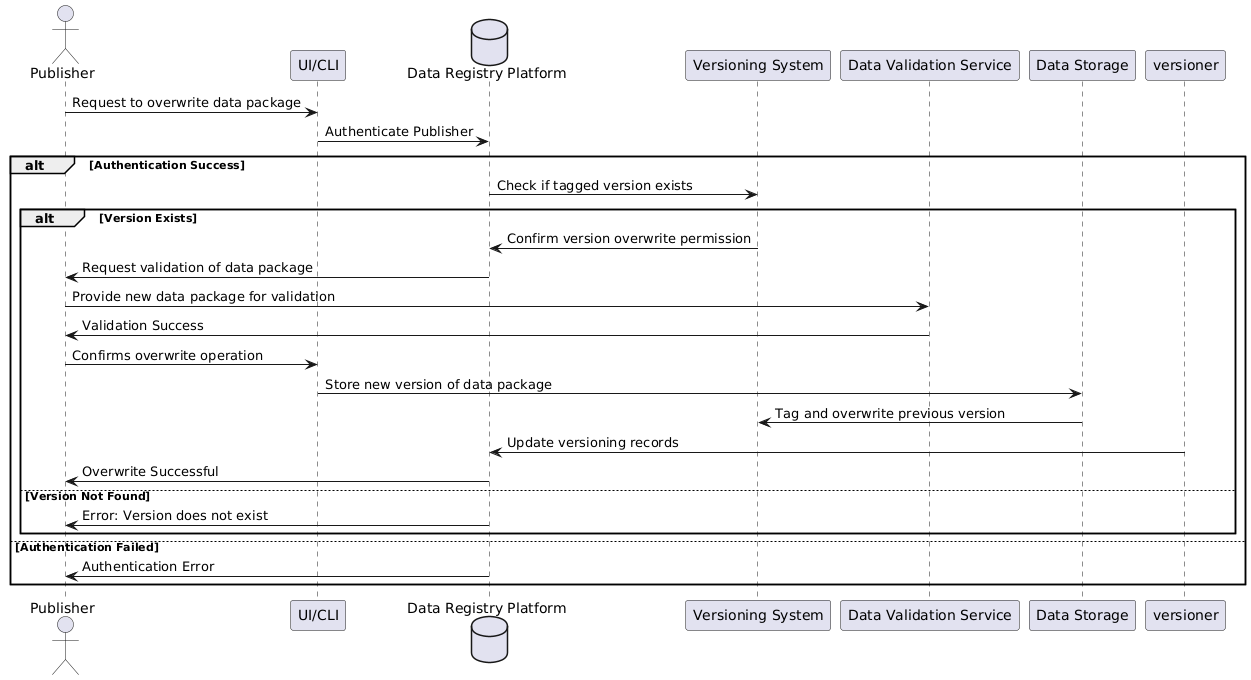 Publisher
UI/CLI
Data Registry Platform
Versioning System
Data Validation Service
Data Storage
versioner
Request to overwrite data package
Authenticate Publisher
alt
[Authentication Success]
Check if tagged version exists
alt
[Version Exists]
Confirm version overwrite permission
Request validation of data package
Provide new data package for validation
Validation Success
Confirms overwrite operation
Store new version of data package
Tag and overwrite previous version
Update versioning records
Overwrite Successful
[Version Not Found]
Error: Version does not exist
[Authentication Failed]
Authentication Error
Publisher
UI/CLI
Data Registry Platform
Versioning System
Data Validation Service
Data Storage
versioner